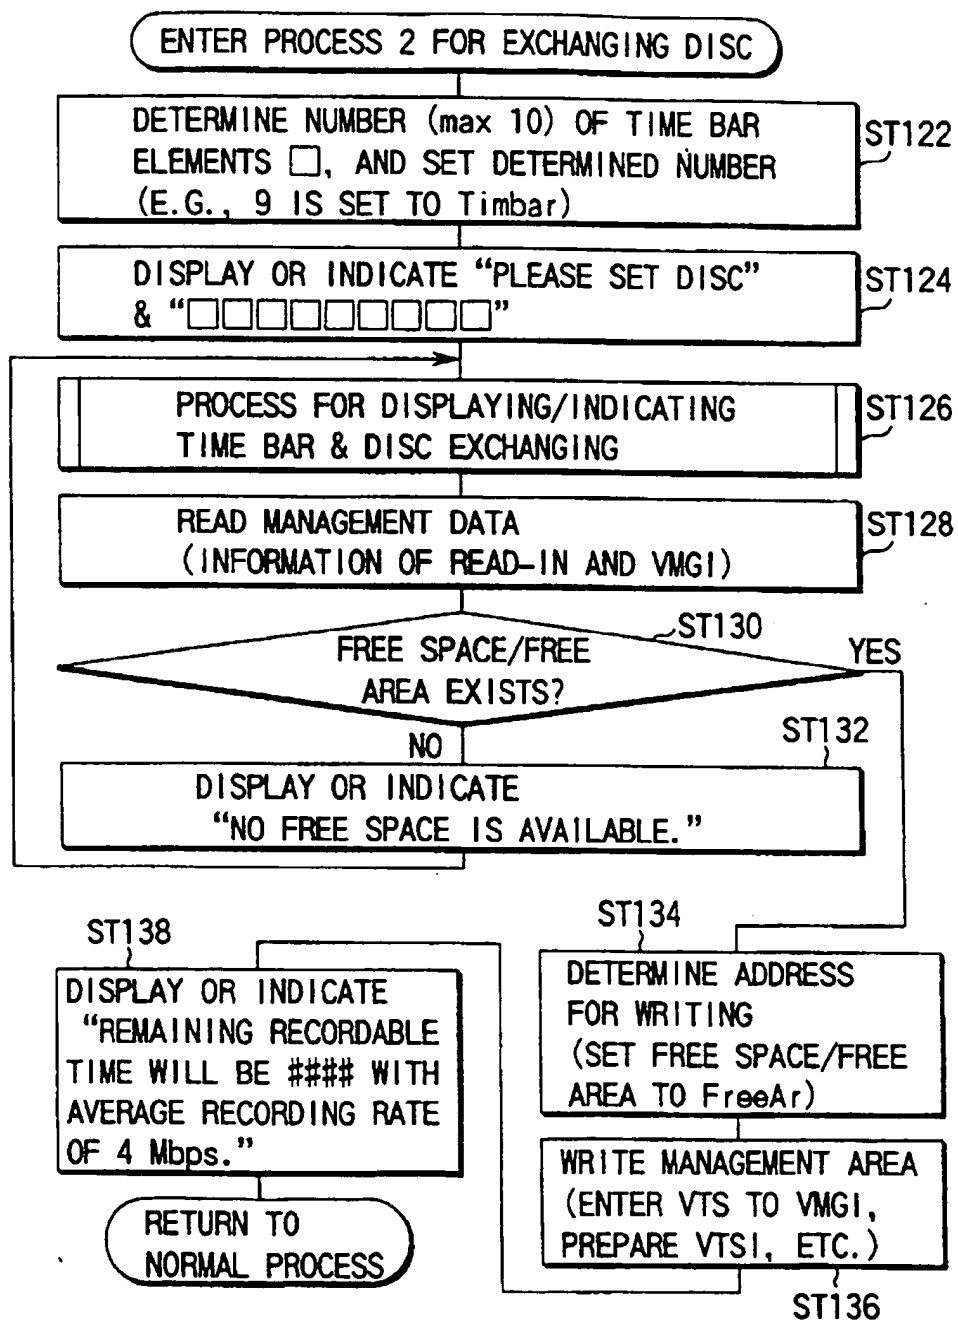 ENTER PROCESS 2 FOR EXCHANGING DISC
DETERMINE NUMBER (max 10) OF TIME BAR
ELEMENTS □, AND SET DETERMINED NUMBER
(E.G., 9 IS SET TO Timbar)
ST122
DISPLAY OR INDICATE “PLEASE SET DISC”
& “□□□□□□□□□”
ST124
PROCESS FOR DISPLAYING/INDICATING
TIME BAR & DISC EXCHANGING
ST126
READ MANAGEMENT DATA
(INFORMATION OF READ-IN AND VMGI)
ST128
ST130
FREE SPACE/FREE
AREA EXISTS?
YES
NO
ST132
DISPLAY OR INDICATE
“NO FREE SPACE IS AVAILABLE.”
ST134
DETERMINE ADDRESS
FOR WRITING
(SET FREE SPACE/FREE
AREA TO FreeAr)
WRITE MANAGEMENT AREA
(ENTER VTS TO VMGI,
PREPARE VTSI, ETC.)
ST136
ST138
DISPLAY OR INDICATE
“REMAINING RECORDABLE
TIME WILL BE #### WITH
AVERAGE RECORDING RATE
OF 4 Mbps.”
RETURN TO
NORMAL PROCESS